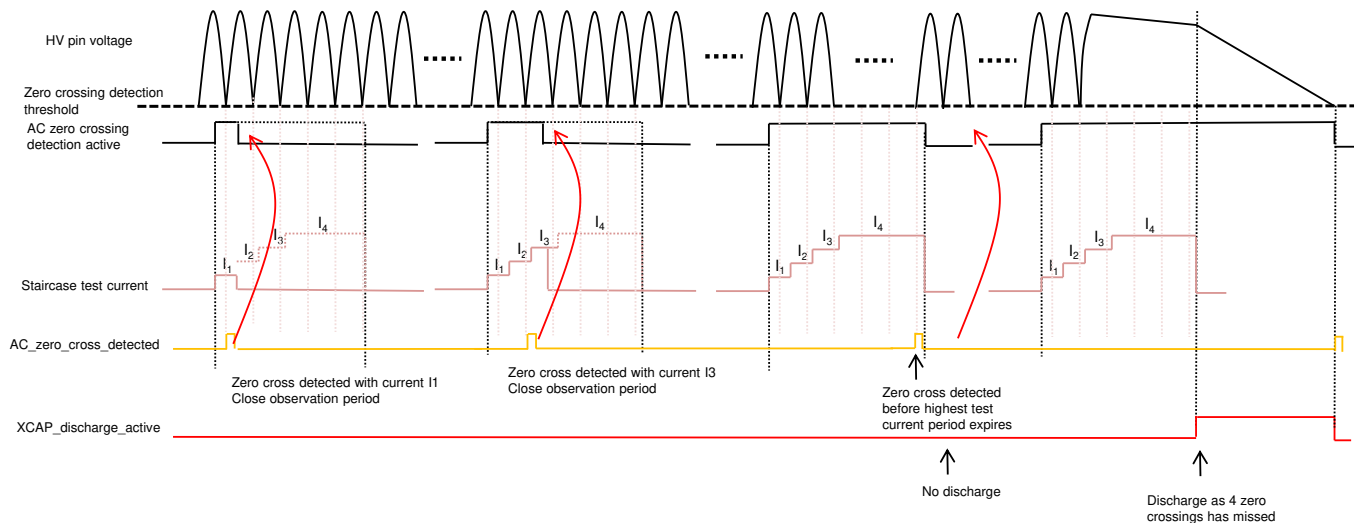 HV pin voltage
Zero crossing detection
threshold
AC zero crossing
detection active
I1
I2
I3
I4
I1
I2
I3
I4
I1
I2
I3
I4
I1
I2
I3
I4
Staircase test current
AC_zero_cross_detected
Zero cross detected with current I1
Close observation period
Zero cross detected with current I3
Close observation period
Zero cross detected
before highest test
current period expires
XCAP_discharge_active
No discharge
Discharge as 4 zero
crossings has missed